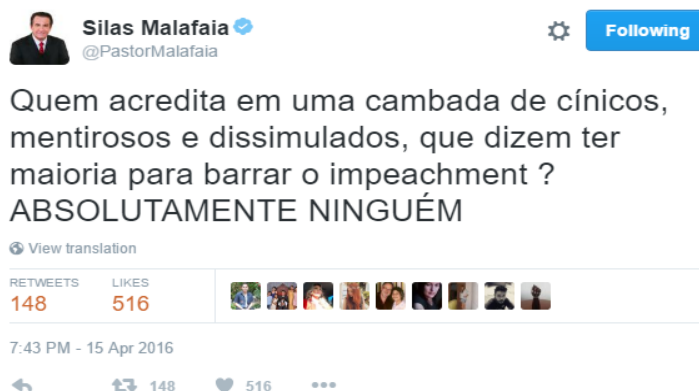 Silas Malafaia
@PastorMalafaia
Following
Quem acredita em uma cambada de cínicos,
mentirosos e dissimulados, que dizem ter
maioria para barrar o impeachment ?
ABSOLUTAMENTE NINGUÉM
View translation
RETWEETS LIKES
148 516
7:43 PM - 15 Apr 2016
148 516